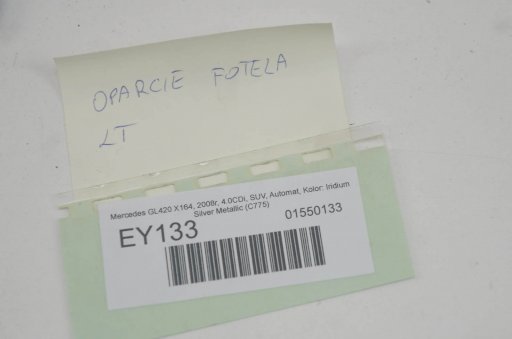 OPARCIE FOTELA
LT
Mercedes GL420 X164, 2008r, 4.0CDI, SUV, Automat, Kolor: Iridium
Silver Metallic (C775)
EY133
01550133